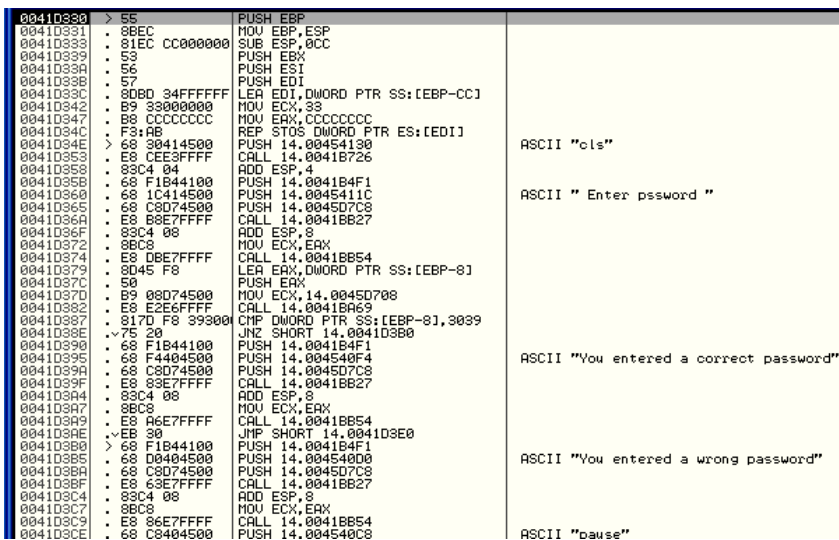 0041D330 > 55 PUSH EBP
0041D331 . 8BEC MOV EBP,ESP
0041D333 . 81EC CC000000 SUB ESP,0CC
0041D339 . 53 PUSH EBX
0041D33A . 56 PUSH ESI
0041D33B . 57 PUSH EDI
0041D33C . 8DBD 34FFFFFF LEA EDI,DWORD PTR SS:[EBP-CC]
0041D342 . B9 33000000 MOV ECX,33
0041D347 . B8 CCCCCCCC MOV EAX,CCCCCCCC
0041D34C . F3:AB REP STOS DWORD PTR ES:[EDI]
0041D34E > 68 30414500 PUSH 14.00454130 ASCII "cls"
0041D353 . E8 CEE3FFFF CALL 14.0041B726
0041D358 . 83C4 04 ADD ESP,4
0041D35B . 68 F1B44100 PUSH 14.0041B4F1
0041D360 . 68 1C414500 PUSH 14.0045411C ASCII " Enter pssword "
0041D365 . 68 C8D74500 PUSH 14.0045D7C8
0041D36A . E8 B8E7FFFF CALL 14.0041BB27
0041D36F . 83C4 08 ADD ESP,8
0041D372 . 8BC8 MOV ECX,EAX
0041D374 . E8 DBE7FFFF CALL 14.0041BB54
0041D379 . 8D45 F8 LEA EAX,DWORD PTR SS:[EBP-8]
0041D37C . 50 PUSH EAX
0041D37D . B9 08D74500 MOV ECX,14.0045D708
0041D382 . E8 E2E6FFFF CALL 14.0041BA69
0041D387 . 817D F8 39300 CMP DWORD PTR SS:[EBP-8],3039
0041D38E .v75 20 JNZ SHORT 14.0041D3B0
0041D390 . 68 F1B44100 PUSH 14.0041B4F1
0041D395 . 68 F4404500 PUSH 14.004540F4 ASCII "You entered a correct password"
0041D39A . 68 C8D74500 PUSH 14.0045D7C8
0041D39F . E8 83E7FFFF CALL 14.0041BB27
0041D3A4 . 83C4 08 ADD ESP,8
0041D3A7 . 8BC8 MOV ECX,EAX
0041D3A9 . E8 A6E7FFFF CALL 14.0041BB54
0041D3AE .vEB 30 JMP SHORT 14.0041D3E0
0041D3B0 > 68 F1B44100 PUSH 14.0041B4F1
0041D3B5 . 68 D0404500 PUSH 14.004540D0 ASCII "You entered a wrong password"
0041D3BA . 68 C8D74500 PUSH 14.0045D7C8
0041D3BF . E8 63E7FFFF CALL 14.0041BB27
0041D3C4 . 83C4 08 ADD ESP,8
0041D3C7 . 8BC8 MOV ECX,EAX
0041D3C9 . E8 86E7FFFF CALL 14.0041BB54
0041D3CE . 68 C8404500 PUSH 14.004540C8 ASCII "pause"